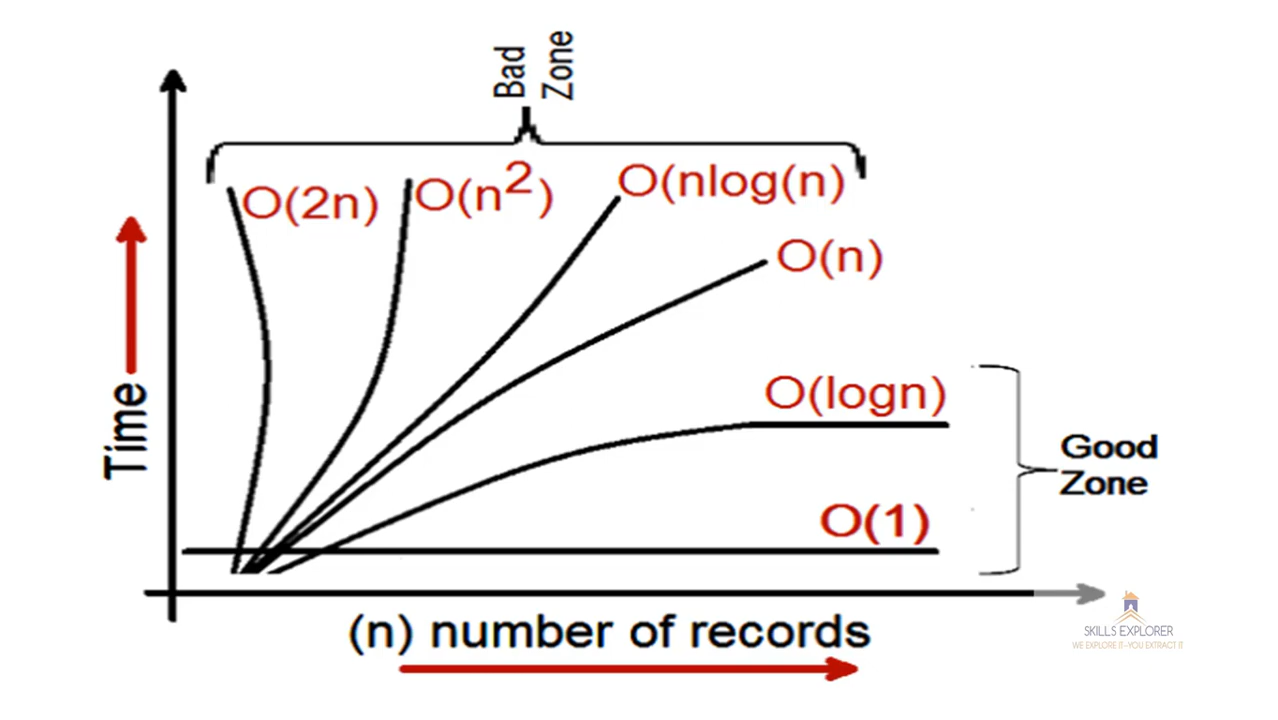 Bad
Zone
O(2n)
O(n²)
O(nlog(n)
O(n)
Time
O(logn)
Good
Zone
O(1)
(n) number of records
SKILLS EXPLORER
WE EXPLORE IT-YOU EXTRACT IT